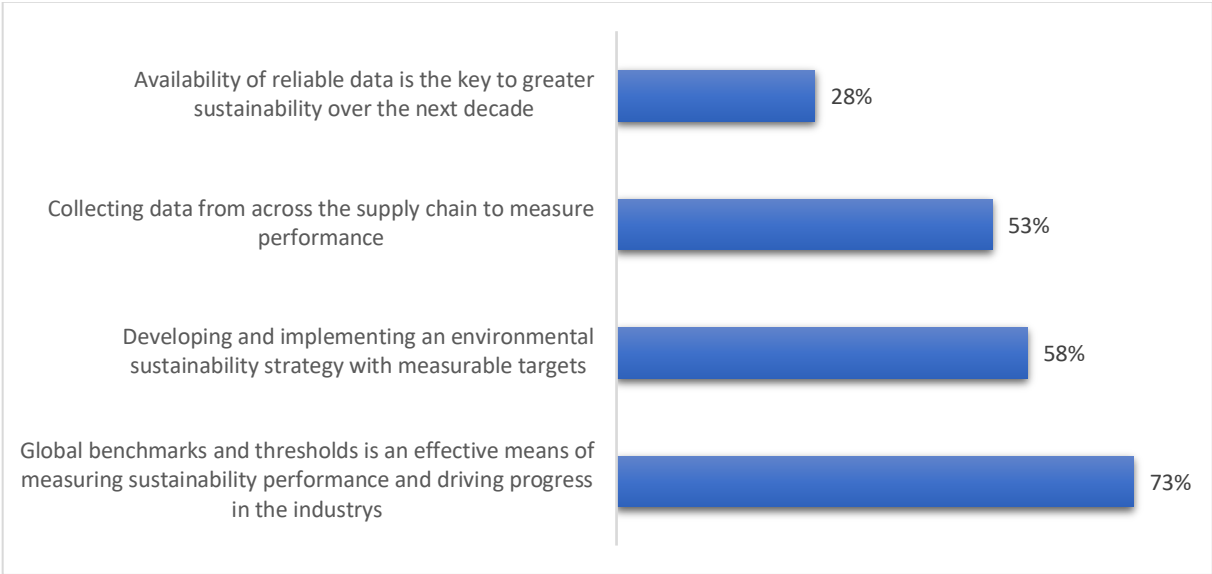 Availability of reliable data is the key to greater
sustainability over the next decade
28%
Collecting data from across the supply chain to measure
performance
53%
Developing and implementing an environmental
sustainability strategy with measurable targets
58%
Global benchmarks and thresholds is an effective means of
measuring sustainability performance and driving progress
in the industrys
73%